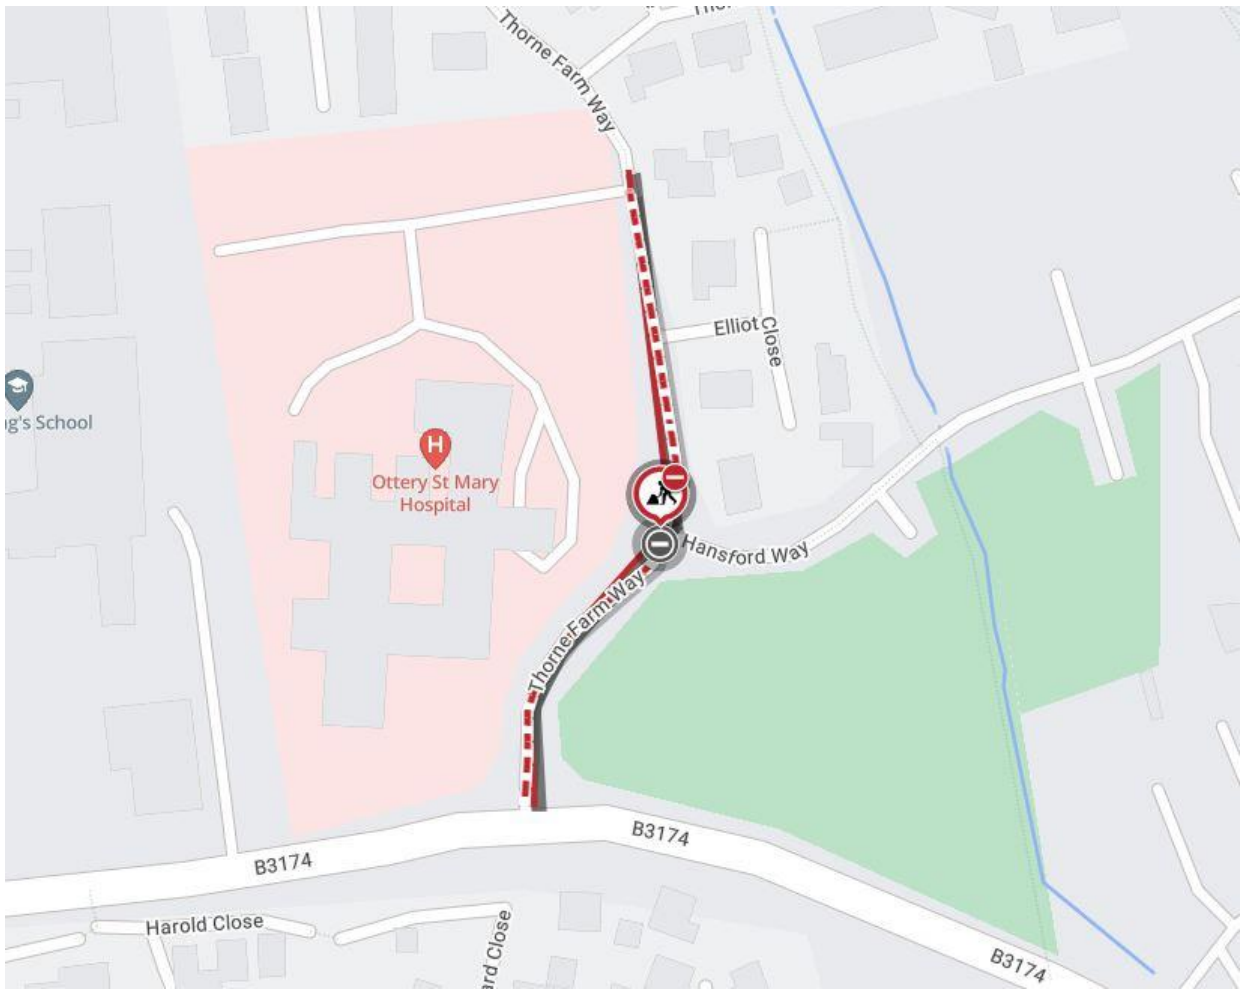 Thorne Farm Way
Elliot Close
g's School
H
Ottery St Mary
Hospital
Hansford Way
Thorne Farm Way
B3174
B3174
Harold Close
ard Close
B3174